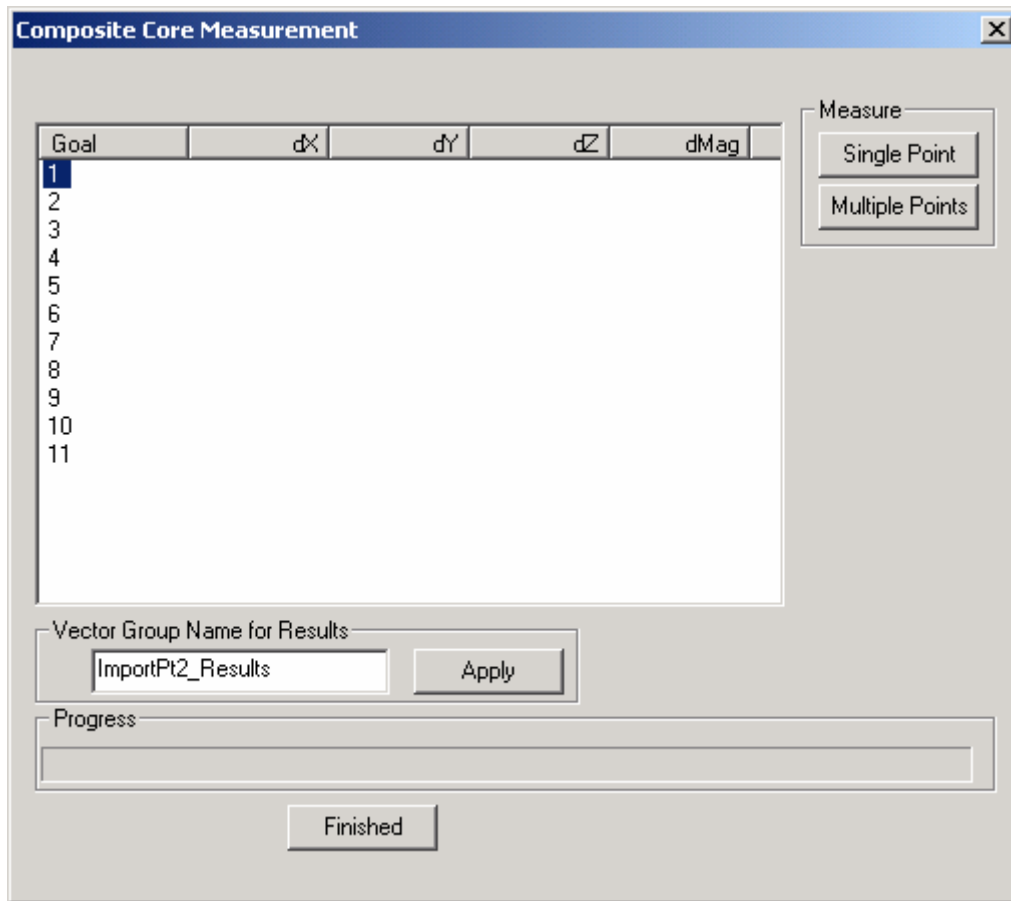 Composite Core Measurement
Measure
Goal dX dY dZ dMag
Single Point
1
Multiple Points
2
3
4
5
6
7
8
9
10
11
Vector Group Name for Results
ImportPt2_Results Apply
Progress
Finished